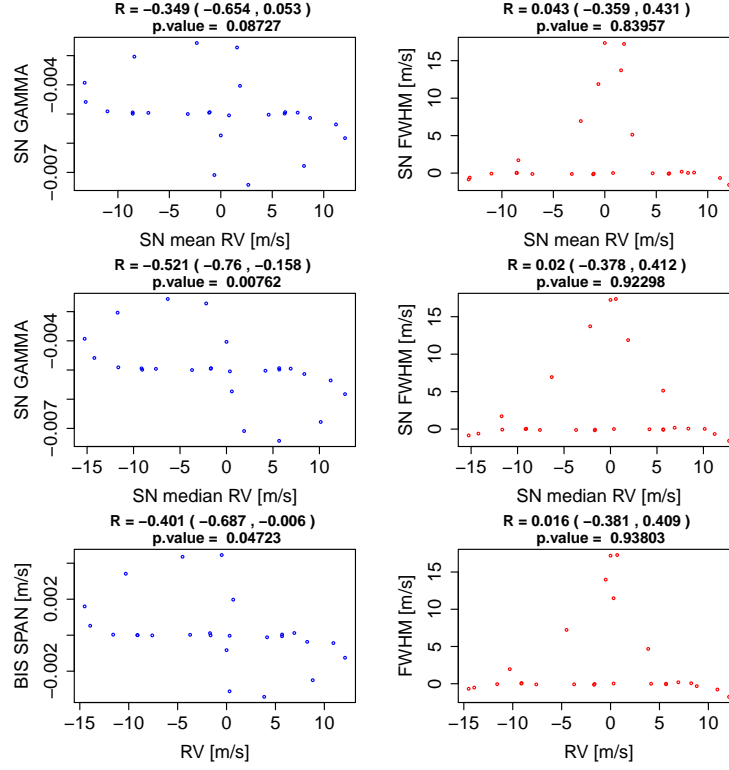 R = −0.349 ( −0.654 , 0.053 )
p.value = 0.08727
SN GAMMA
−0.004
−0.007
−10 −5 0 5 10
SN mean RV [m/s]
R = 0.043 ( −0.359 , 0.431 )
p.value = 0.83957
SN FWHM [m/s]
15
10
5
0
−10 −5 0 5 10
SN mean RV [m/s]
R = −0.521 ( −0.76 , −0.158 )
p.value = 0.00762
SN GAMMA
−0.004
−0.007
−15 −10 −5 0 5 10
SN median RV [m/s]
R = 0.02 ( −0.378 , 0.412 )
p.value = 0.92298
SN FWHM [m/s]
15
10
5
0
−15 −10 −5 0 5 10
SN median RV [m/s]
R = −0.401 ( −0.687 , −0.006 )
p.value = 0.04723
BIS SPAN [m/s]
0.002
−0.002
−15 −10 −5 0 5 10
RV [m/s]
R = 0.016 ( −0.381 , 0.409 )
p.value = 0.93803
FWHM [m/s]
15
10
5
0
−15 −10 −5 0 5 10
RV [m/s]